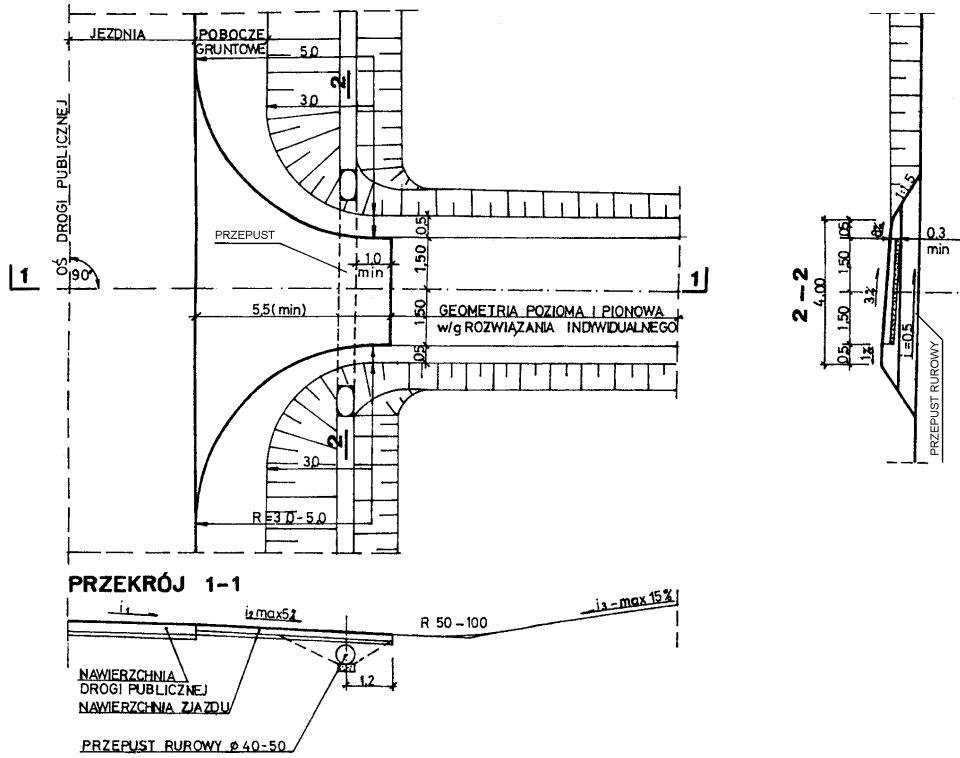 JEZDNIA
POBOCZE
GRUNTOWE
5,0
3,0
2
OŚ DROGI PUBLICZNEJ
90°
1
PRZEPUST
1,0
min
0,5
1,50
1,50
0,5
1
5,5(min)
GEOMETRIA POZIOMA I PIONOWA
w/g ROZWIĄZANIA INDYWIDUALNEGO
2
3,0
R=3,0-5,0
1:1,5
8%
0,3
min
0,5
1,50
1,50
0,5
4.00
3%
1%
i=0,5
2-2
PRZEPUST RUROWY
PRZEKRÓJ 1-1
i₁
i₂ max5%
R 50-100
i₃-max 15%
NAWIERZCHNIA
DROGI PUBLICZNEJ
NAWIERZCHNIA ZJAZDU
1,2
PRZEPUST RUROWY ø 40-50